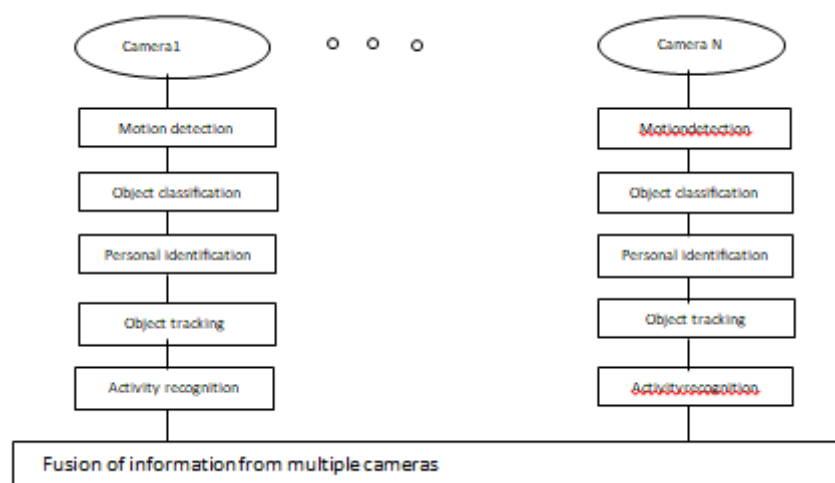 Camera1
Camera N
Motion detection
Motiondetection
Object classification
Object classification
Personal identification
Personal identification
Object tracking
Object tracking
Activity recognition
Activityrecognition
Fusion of information from multiple cameras